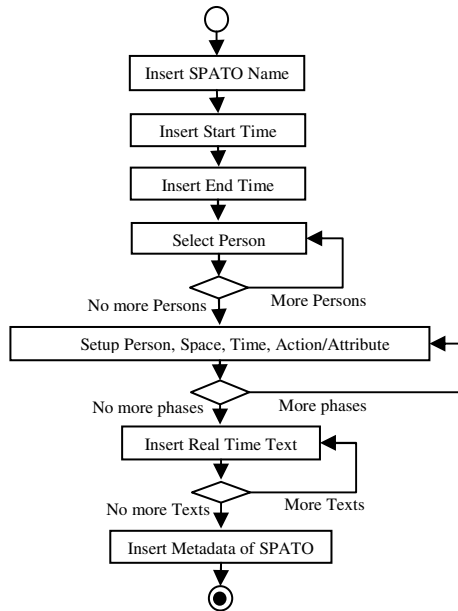 Insert SPATO Name
Insert Start Time
Insert End Time
Select Person
No more Persons
More Persons
Setup Person, Space, Time, Action/Attribute
No more phases
More phases
Insert Real Time Text
No more Texts
More Texts
Insert Metadata of SPATO